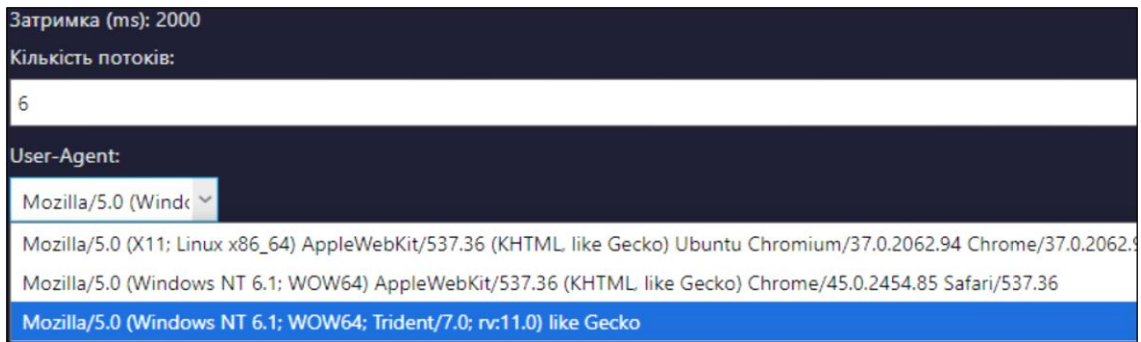 Затримка (ms): 2000
Кількість потоків:
6
User-Agent:
Mozilla/5.0 (Wind
Mozilla/5.0 (X11; Linux x86_64) AppleWebKit/537.36 (KHTML, like Gecko) Ubuntu Chromium/37.0.2062.94 Chrome/37.0.2062.9
Mozilla/5.0 (Windows NT 6.1; WOW64) AppleWebKit/537.36 (KHTML, like Gecko) Chrome/45.0.2454.85 Safari/537.36
Mozilla/5.0 (Windows NT 6.1; WOW64; Trident/7.0; rv:11.0) like Gecko